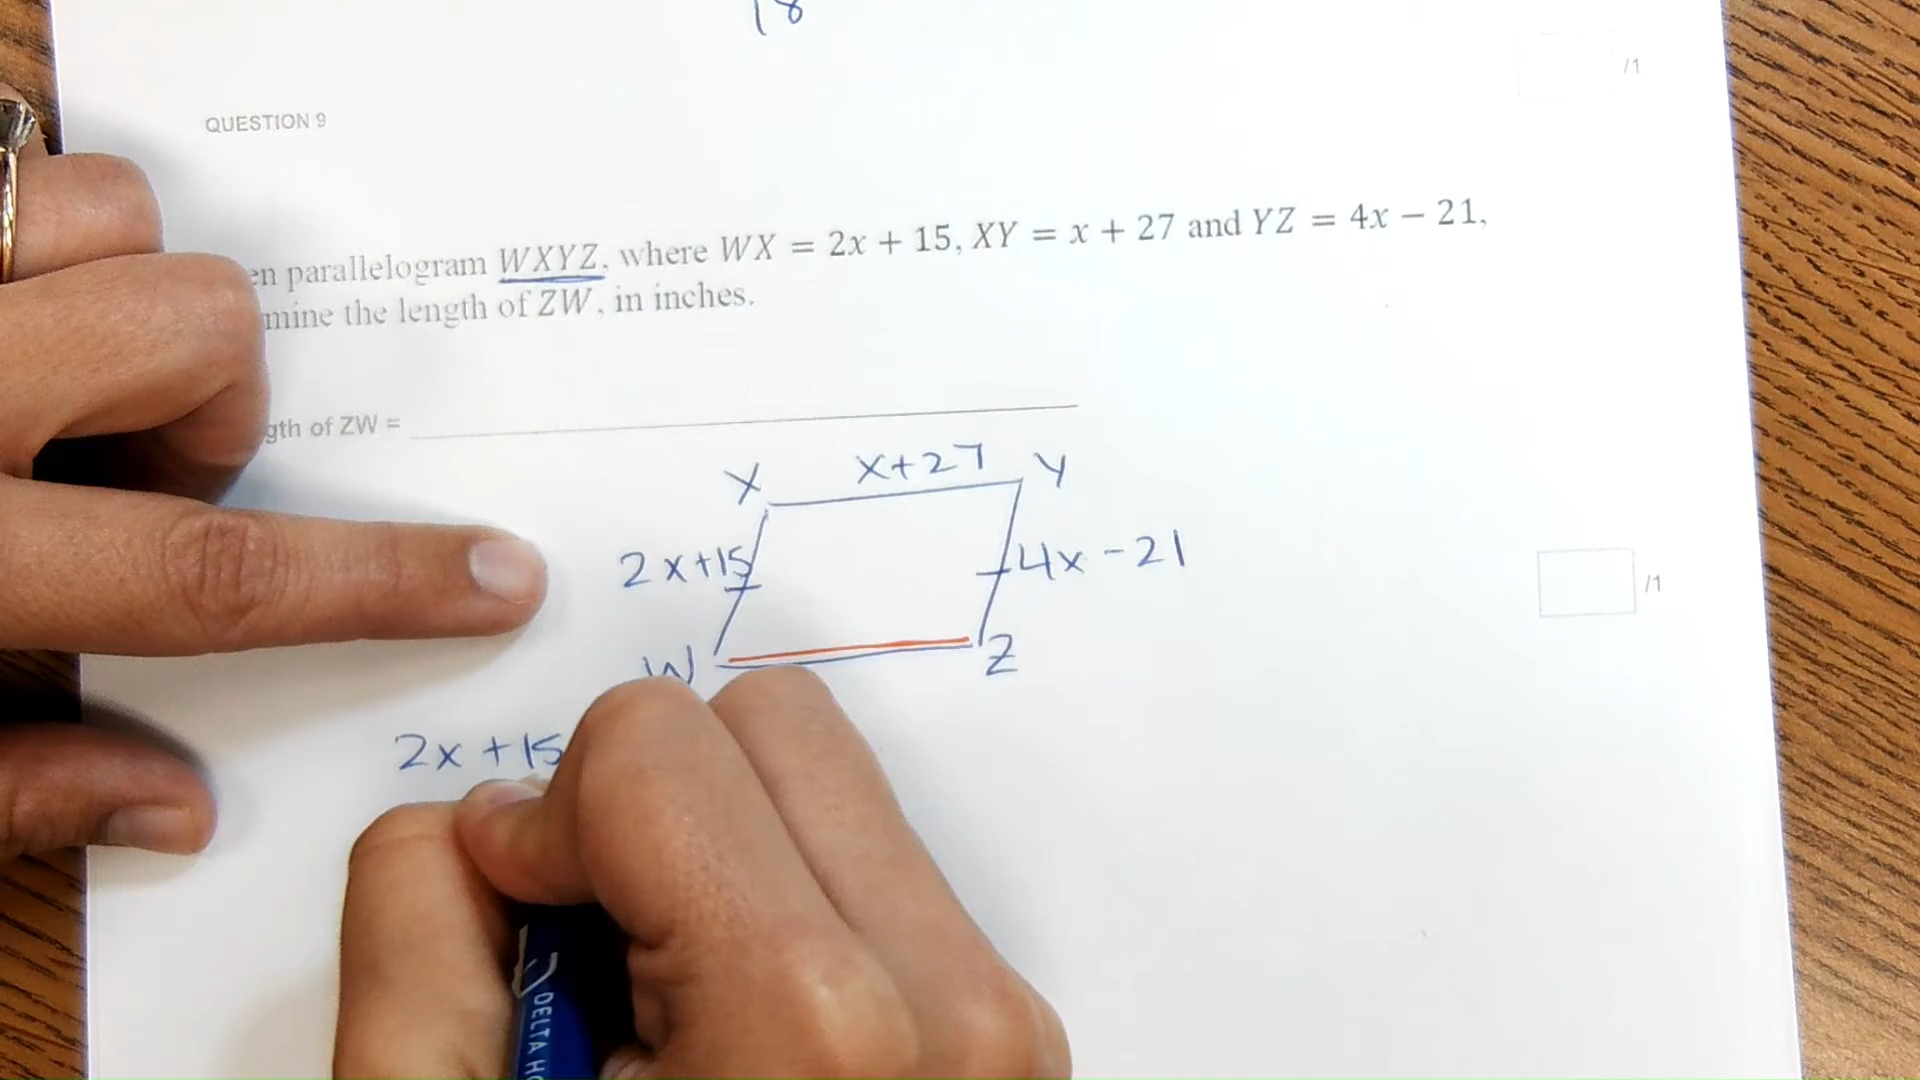 18
/1
QUESTION 9
en parallelogram WXYZ, where WX = 2x + 15, XY = x + 27 and YZ = 4x − 21,
mine the length of ZW, in inches.
gth of ZW =
X x+27 Y
2x+15 4x-21
W Z
/1
2x+15
DELTA HO